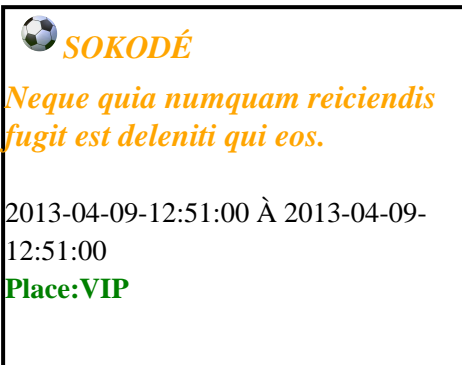 SOKODÉ
Neque quia numquam reiciendis
fugit est deleniti qui eos.
2013-04-09-12:51:00 À 2013-04-09-
12:51:00
Place:VIP